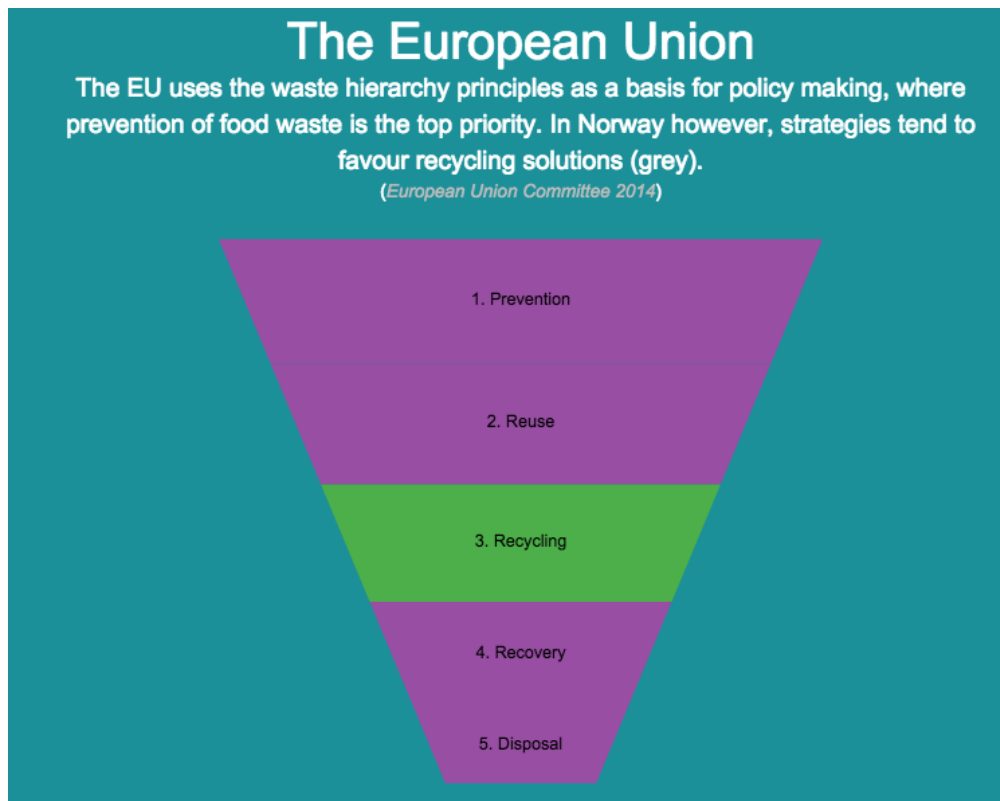 The European Union
The EU uses the waste hierarchy principles as a basis for policy making, where
prevention of food waste is the top priority. In Norway however, strategies tend to
favour recycling solutions (grey).
(European Union Committee 2014)
1. Prevention
2. Reuse
3. Recycling
4. Recovery
5. Disposal